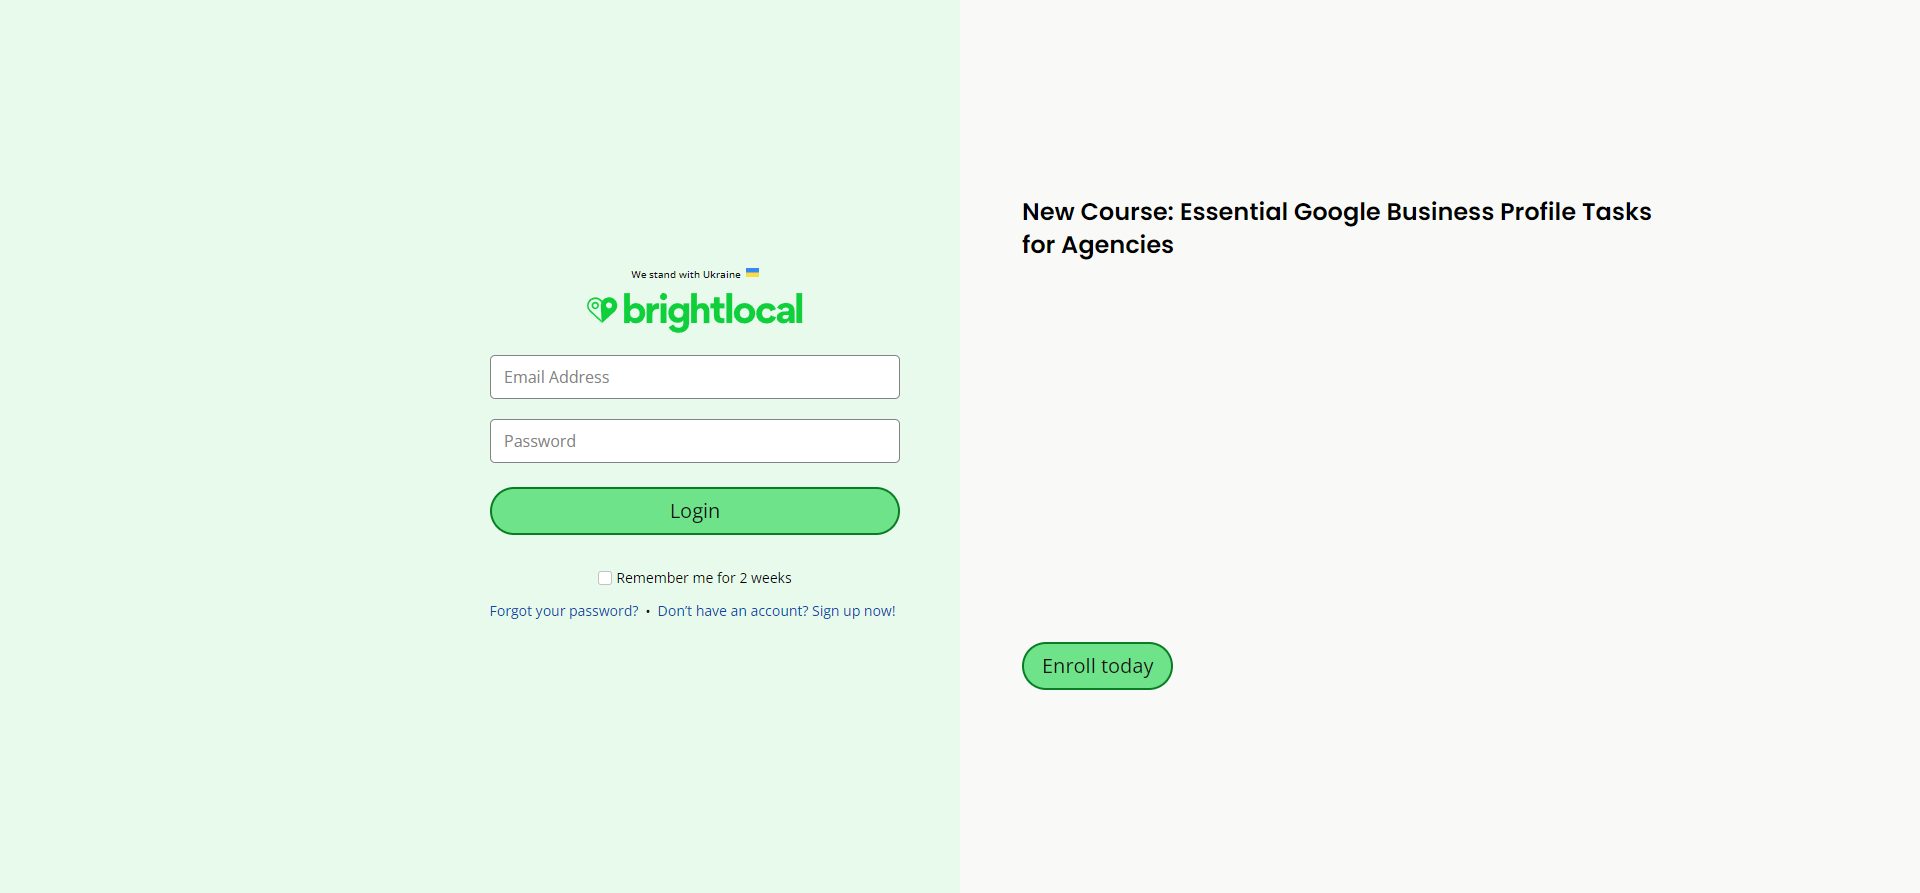 We stand with Ukraine
brightlocal
Email Address
Password
Login
Remember me for 2 weeks
Forgot your password? • Don’t have an account? Sign up now!
New Course: Essential Google Business Profile Tasks
for Agencies
Enroll today